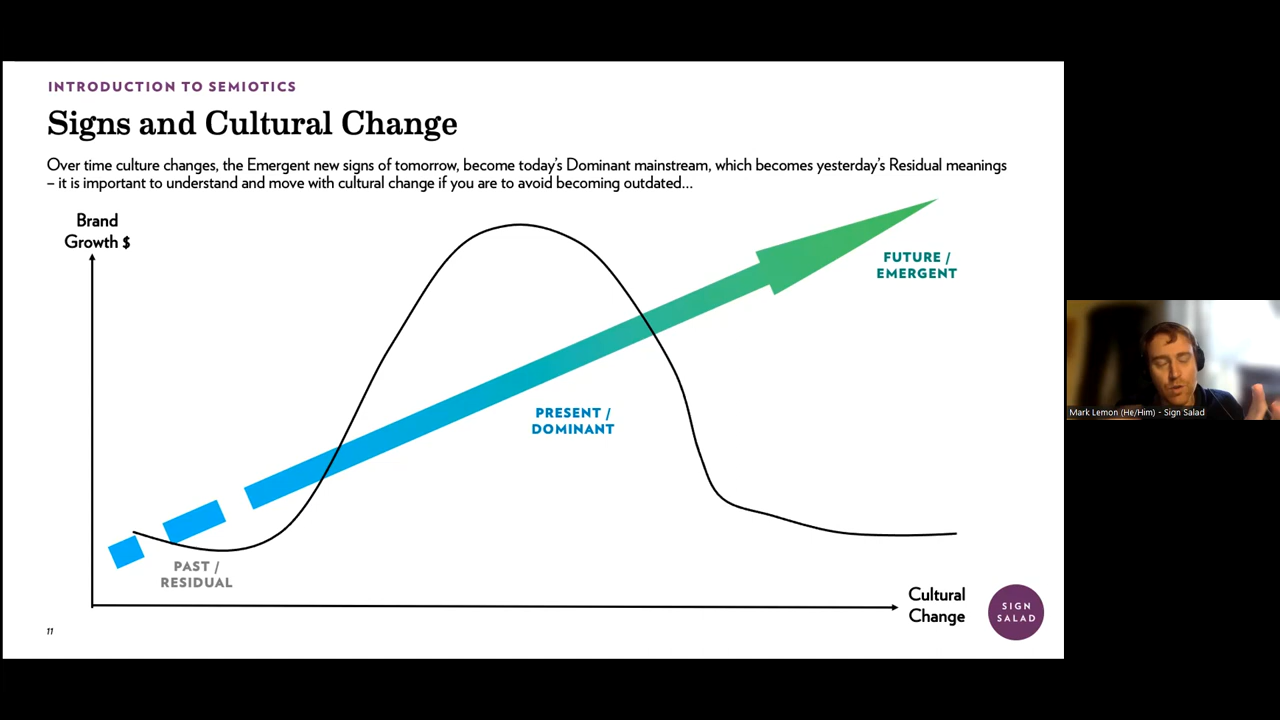 INTRODUCTION TO SEMIOTICS
Signs and Cultural Change
Over time culture changes, the Emergent new signs of tomorrow, become today's Dominant mainstream, which becomes yesterday's Residual meanings
– it is important to understand and move with cultural change if you are to avoid becoming outdated...
Brand
Growth $
FUTURE /
EMERGENT
PRESENT /
DOMINANT
PAST /
RESIDUAL
Cultural
Change
SIGN
SALAD
11
Mark Lemon (He/Him) - Sign Salad